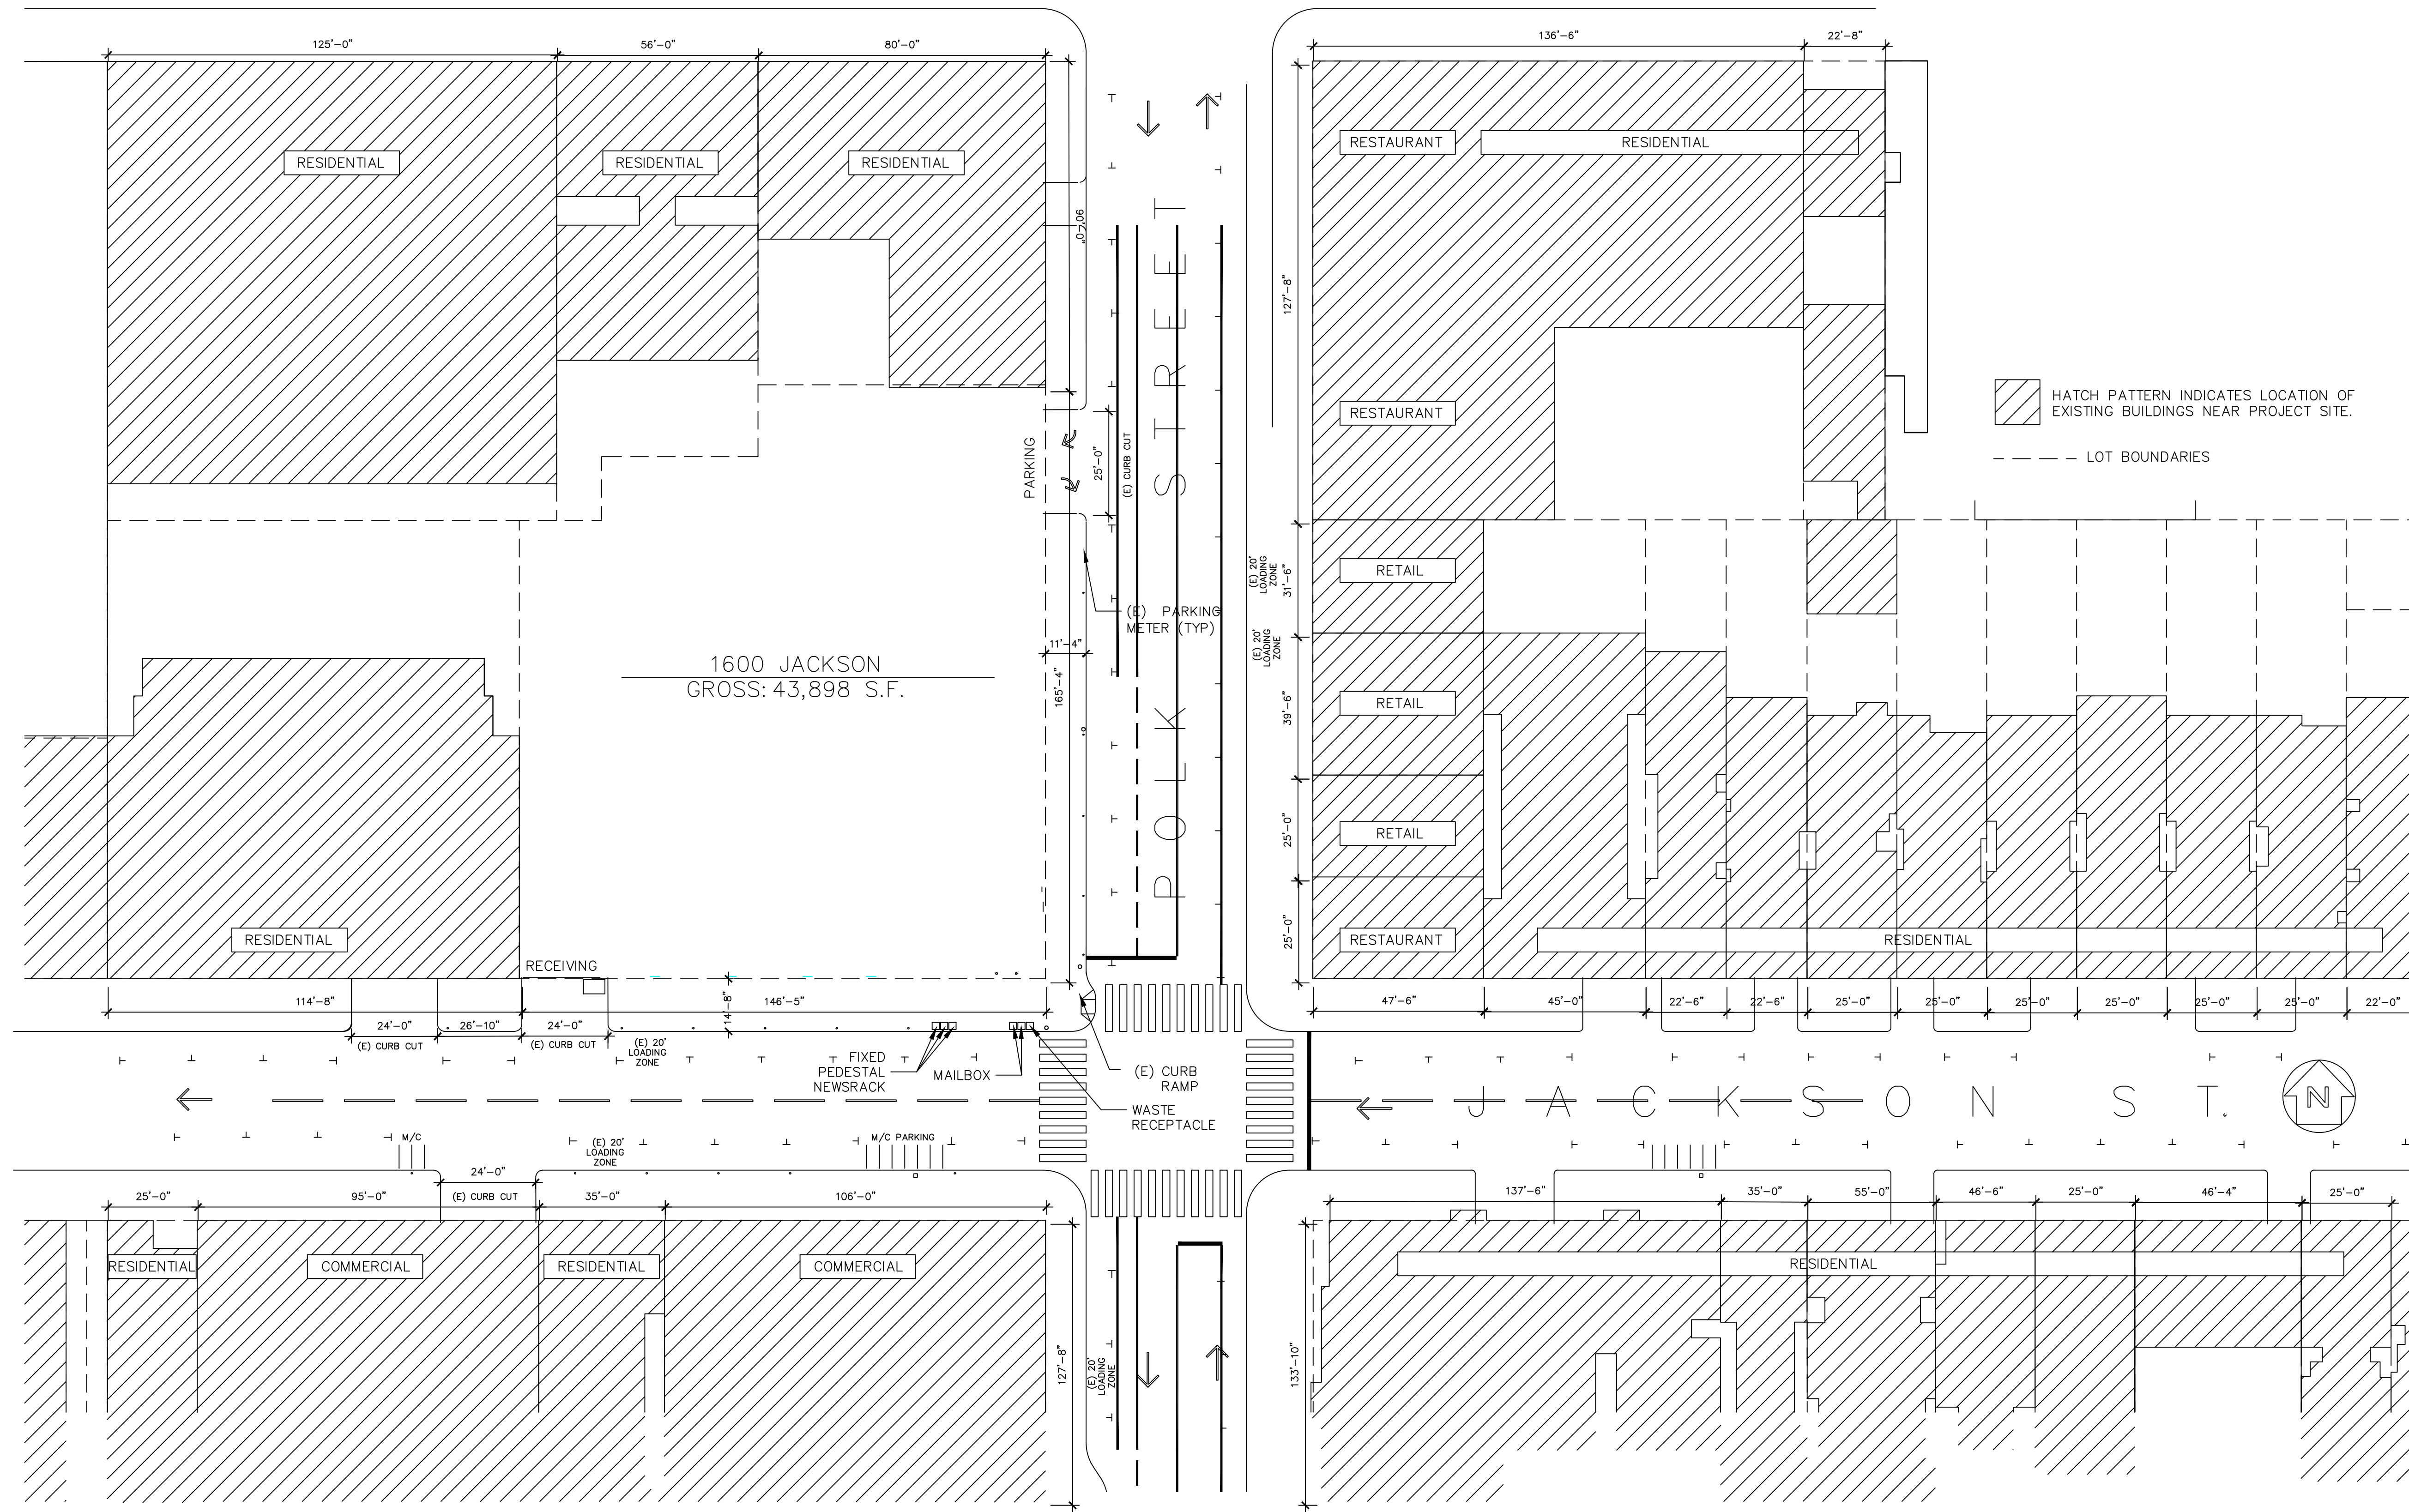 125'-0"
56'-0"
80'-0"
136'-6"
22'-8"
RESIDENTIAL
RESIDENTIAL
RESIDENTIAL
RESTAURANT
RESIDENTIAL
90'-0"
127'-8"
POLK STREET
HATCH PATTERN INDICATES LOCATION OF
EXISTING BUILDINGS NEAR PROJECT SITE.
LOT BOUNDARIES
RESTAURANT
PARKING
25'-0"
(E) CURB CUT
(E) 20'
LOADING
ZONE
31'-6"
RETAIL
(E) PARKING
METER (TYP)
(E) 20'
LOADING
ZONE
11'-4"
165'-4"
1600 JACKSON
GROSS: 43,898 S.F.
39'-6"
RETAIL
25'-0"
RETAIL
25'-0"
RESTAURANT
RESIDENTIAL
RESIDENTIAL
RECEIVING
114'-8"
14'-8"
146'-5"
47'-6"
45'-0"
22'-6"
22'-6"
25'-0"
25'-0"
25'-0"
25'-0"
25'-0"
25'-0"
22'-0"
24'-0"
26'-10"
24'-0"
(E) CURB CUT
(E) CURB CUT
(E) 20'
LOADING
ZONE
FIXED
PEDESTAL
NEWSRACK
MAILBOX
(E) CURB
RAMP
WASTE
RECEPTACLE
JACKSON ST.
N
M/C
(E) 20'
LOADING
ZONE
M/C PARKING
24'-0"
25'-0"
95'-0"
(E) CURB CUT
35'-0"
106'-0"
137'-6"
35'-0"
55'-0"
46'-6"
25'-0"
46'-4"
25'-0"
RESIDENTIAL
COMMERCIAL
RESIDENTIAL
COMMERCIAL
RESIDENTIAL
127'-8"
(E) 20'
LOADING
ZONE
133'-10"